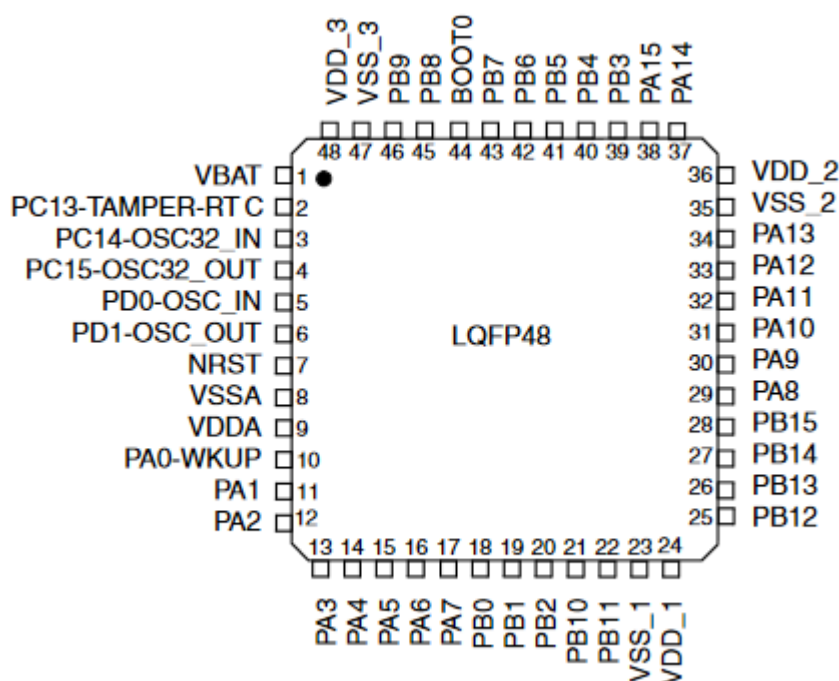 VDD_3
VSS_3
PB9
PB8
BOOT0
PB7
PB6
PB5
PB4
PB3
PA15
PA14
48 47 46 45 44 43 42 41 40 39 38 37
VBAT 1
PC13-TAMPER-RT C 2
PC14-OSC32_IN 3
PC15-OSC32_OUT 4
PD0-OSC_IN 5
PD1-OSC_OUT 6
NRST 7
VSSA 8
VDDA 9
PA0-WKUP 10
PA1 11
PA2 12
LQFP48
36 VDD_2
35 VSS_2
34 PA13
33 PA12
32 PA11
31 PA10
30 PA9
29 PA8
28 PB15
27 PB14
26 PB13
25 PB12
13 14 15 16 17 18 19 20 21 22 23 24
PA3
PA4
PA5
PA6
PA7
PB0
PB1
PB2
PB10
PB11
VSS_1
VDD_1